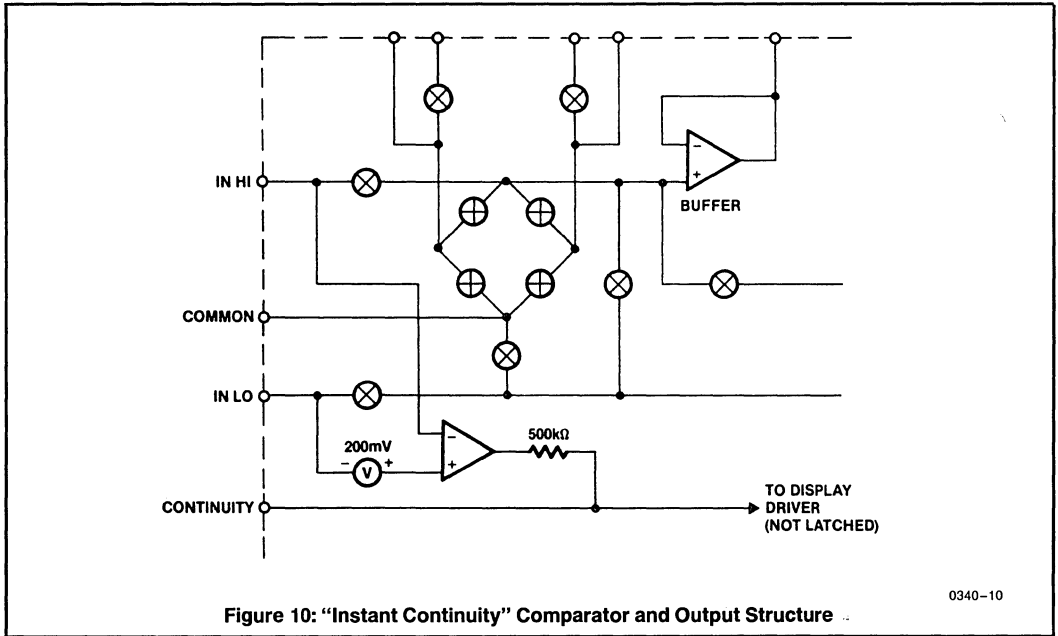 IN HI
-
+
BUFFER
COMMON
IN LO
200mV
500kΩ
- V +
-
+
CONTINUITY
TO DISPLAY
DRIVER
(NOT LATCHED)
0340-10
Figure 10: “Instant Continuity” Comparator and Output Structure